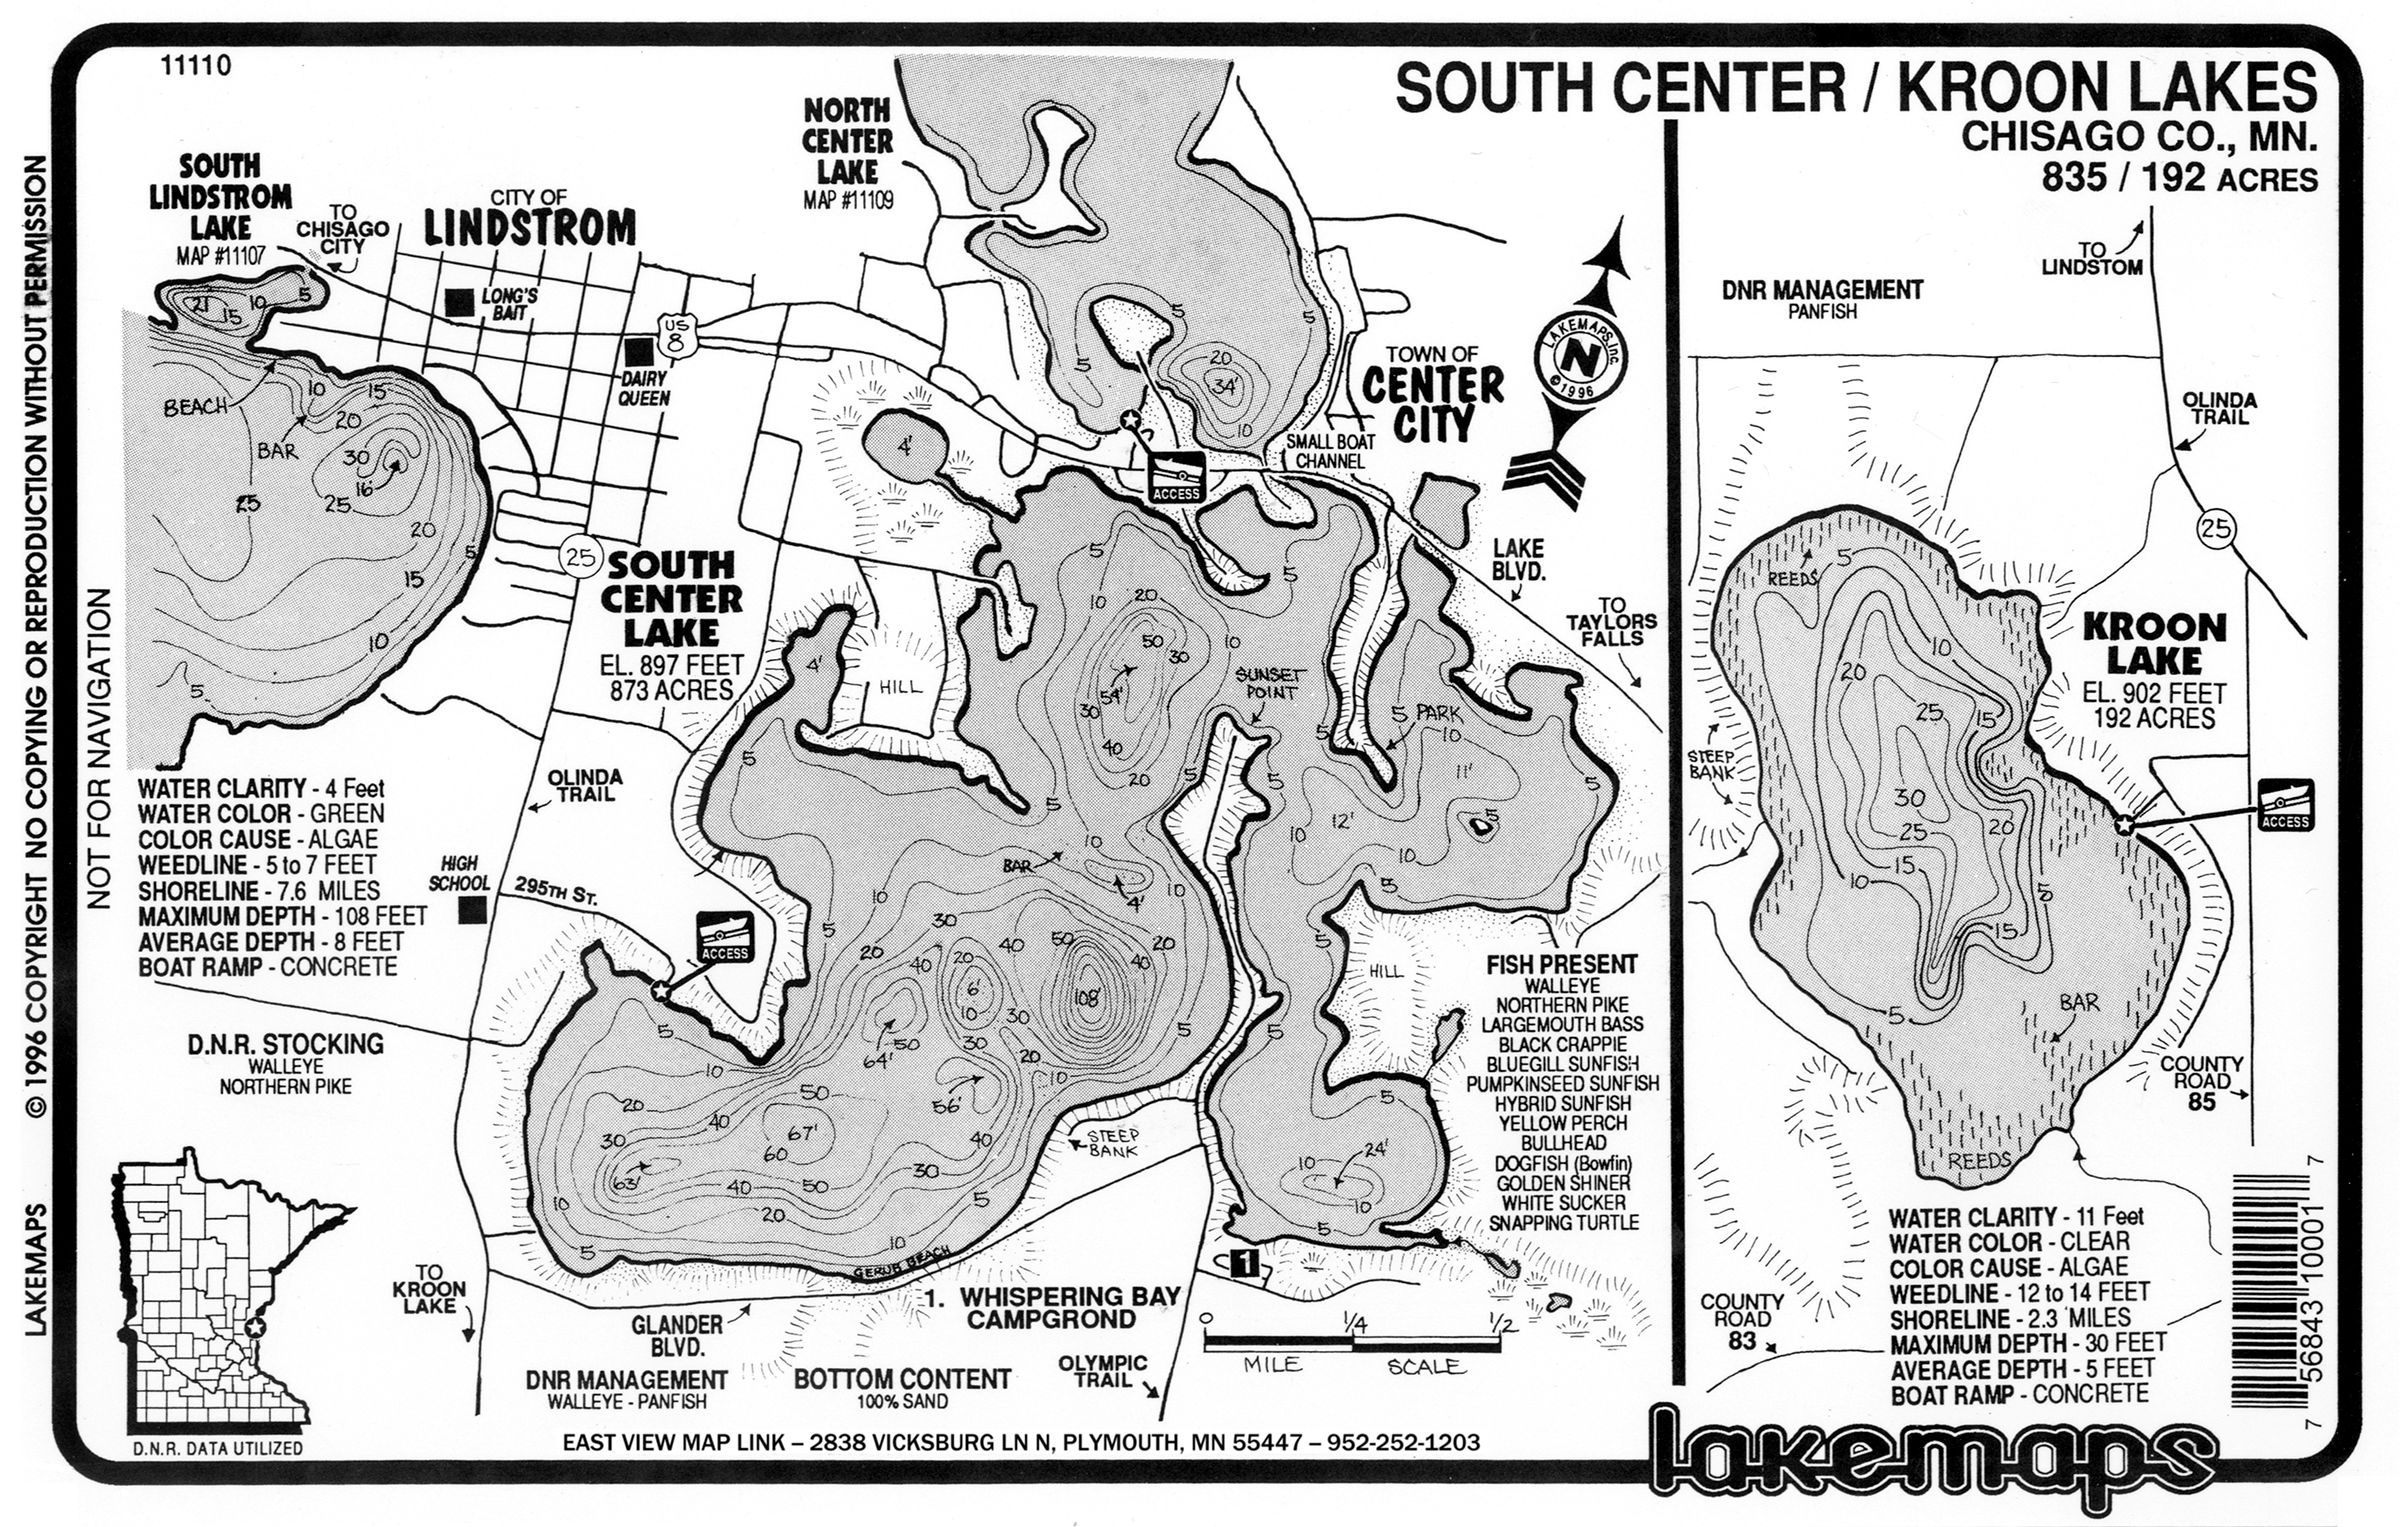 11110
SOUTH CENTER / KROON LAKES
CHISAGO CO., MN.
835 / 192 ACRES
© 1996 COPYRIGHT NO COPYING OR REPRODUCTION WITHOUT PERMISSION
LAKEMAPS
NOT FOR NAVIGATION
SOUTH
LINDSTROM
LAKE
MAP #11107
TO
CHISAGO
CITY
CITY OF
LINDSTROM
LONG'S
BAIT
US
8
DAIRY
QUEEN
NORTH
CENTER
LAKE
MAP #11109
21'
15
10
5
BEACH
BAR
10
15
20
30
16'
25
25
20
15
5
10
5
25
5
5
5
20
34'
10
4'
ACCESS
SMALL BOAT
CHANNEL
TOWN OF
CENTER
CITY
LAKEMAPS, Inc.
N
© 1996
LAKE
BLVD.
TO
TAYLORS
FALLS
SOUTH
CENTER
LAKE
EL. 897 FEET
873 ACRES
4'
HILL
5
10
20
50
30
54'
30
40
20
10
5
SUNSET
POINT
5
5
PARK
10
11'
5
5
12'
10
10
5
5
5
5
5
10
BAR
4'
10
10
5
OLINDA
TRAIL
HIGH
SCHOOL
295TH ST.
ACCESS
30
20
40
40
20
6'
10
30
50
108'
40
20
5
5
10
64'
50
30
20
10
56'
50
40
20
30
67'
60
63'
40
50
30
40
20
10
10
5
5
GERUB BEACH
STEEP
BANK
5
HILL
5
10
24'
10
5
1
WATER CLARITY - 4 Feet
WATER COLOR - GREEN
COLOR CAUSE - ALGAE
WEEDLINE - 5 to 7 FEET
SHORELINE - 7.6 MILES
MAXIMUM DEPTH - 108 FEET
AVERAGE DEPTH - 8 FEET
BOAT RAMP - CONCRETE
D.N.R. STOCKING
WALLEYE
NORTHERN PIKE
D.N.R. DATA UTILIZED
TO
KROON
LAKE
GLANDER
BLVD.
DNR MANAGEMENT
WALLEYE - PANFISH
BOTTOM CONTENT
100% SAND
1. WHISPERING BAY
CAMPGROND
OLYMPIC
TRAIL
0 1/4 1/2
MILE SCALE
FISH PRESENT
WALLEYE
NORTHERN PIKE
LARGEMOUTH BASS
BLACK CRAPPIE
BLUEGILL SUNFISH
PUMPKINSEED SUNFISH
HYBRID SUNFISH
YELLOW PERCH
BULLHEAD
DOGFISH (Bowfin)
GOLDEN SHINER
WHITE SUCKER
SNAPPING TURTLE
EAST VIEW MAP LINK – 2838 VICKSBURG LN N, PLYMOUTH, MN 55447 – 952-252-1203
TO
LINDSTOM
DNR MANAGEMENT
PANFISH
OLINDA
TRAIL
25
KROON
LAKE
EL. 902 FEET
192 ACRES
REEDS
5
10
20
25
15
30
25
20
15
10
5
15
5
STEEP
BANK
ACCESS
BAR
REEDS
COUNTY
ROAD
85
COUNTY
ROAD
83
WATER CLARITY - 11 Feet
WATER COLOR - CLEAR
COLOR CAUSE - ALGAE
WEEDLINE - 12 to 14 FEET
SHORELINE - 2.3 MILES
MAXIMUM DEPTH - 30 FEET
AVERAGE DEPTH - 5 FEET
BOAT RAMP - CONCRETE
7 56843 10001 7
lakemaps